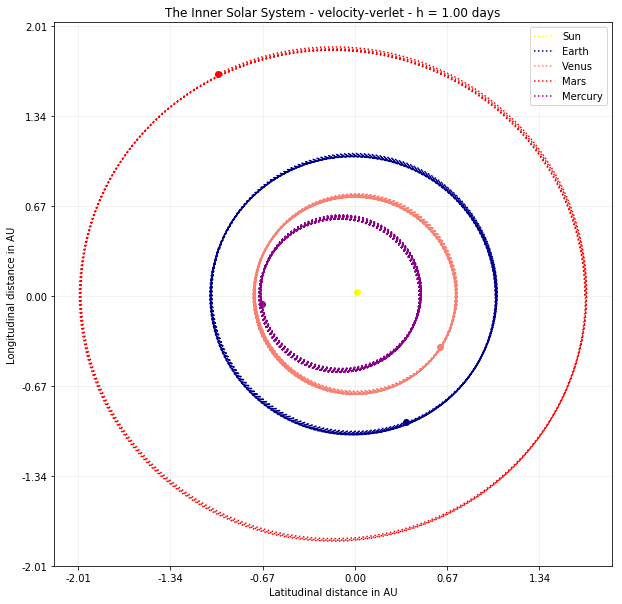 The Inner Solar System - velocity-verlet - h = 1.00 days
Sun
Earth
Venus
Mars
Mercury
2.01
1.34
0.67
0.00
-0.67
-1.34
-2.01
Longitudinal distance in AU
-2.01 -1.34 -0.67 0.00 0.67 1.34
Latitudinal distance in AU